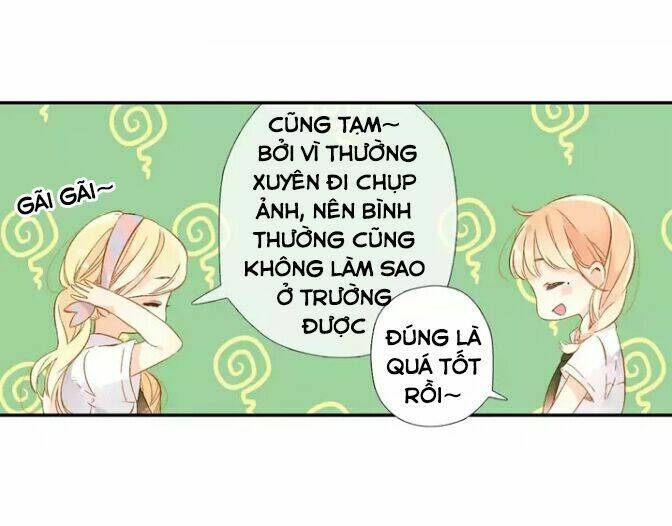 GÃI GÃI~
CŨNG TẠM~
BỞI VÌ THƯỜNG
XUYÊN ĐI CHỤP
ẢNH, NÊN BÌNH
THƯỜNG CŨNG
KHÔNG LÀM SAO
Ở TRƯỜNG
ĐƯỢC
ĐÚNG LÀ
QUÁ TỐT
RỒI~